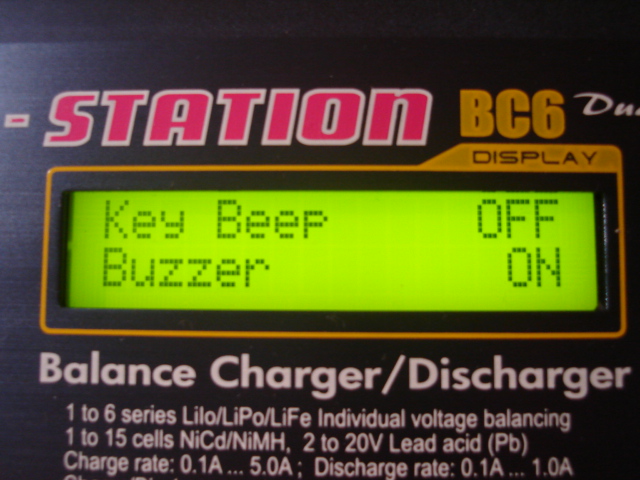 - STATION BC6
DISPLAY
Key Beep OFF
Buzzer ON
Balance Charger/Discharger
1 to 6 series LiIo/LiPo/LiFe Individual voltage balancing
1 to 15 cells NiCd/NiMH, 2 to 20V Lead acid (Pb)
Charge rate: 0.1A ... 5.0A ; Discharge rate: 0.1A ... 1.0A